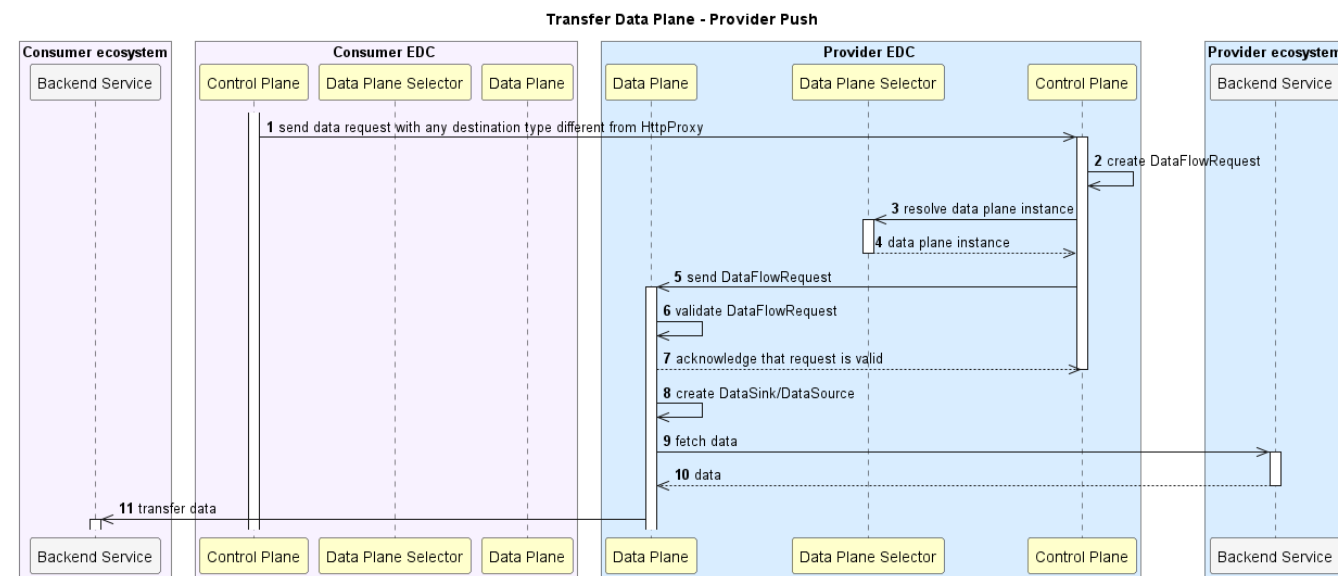 Transfer Data Plane - Provider Push
Consumer ecosystem
Consumer EDC
Provider EDC
Provider ecosystem
Backend Service
Control Plane
Data Plane Selector
Data Plane
Data Plane
Data Plane Selector
Control Plane
Backend Service
1 send data request with any destination type different from HttpProxy
2 create DataFlowRequest
3 resolve data plane instance
4 data plane instance
5 send DataFlowRequest
6 validate DataFlowRequest
7 acknowledge that request is valid
8 create DataSink/DataSource
9 fetch data
10 data
11 transfer data
Backend Service
Control Plane
Data Plane Selector
Data Plane
Data Plane
Data Plane Selector
Control Plane
Backend Service